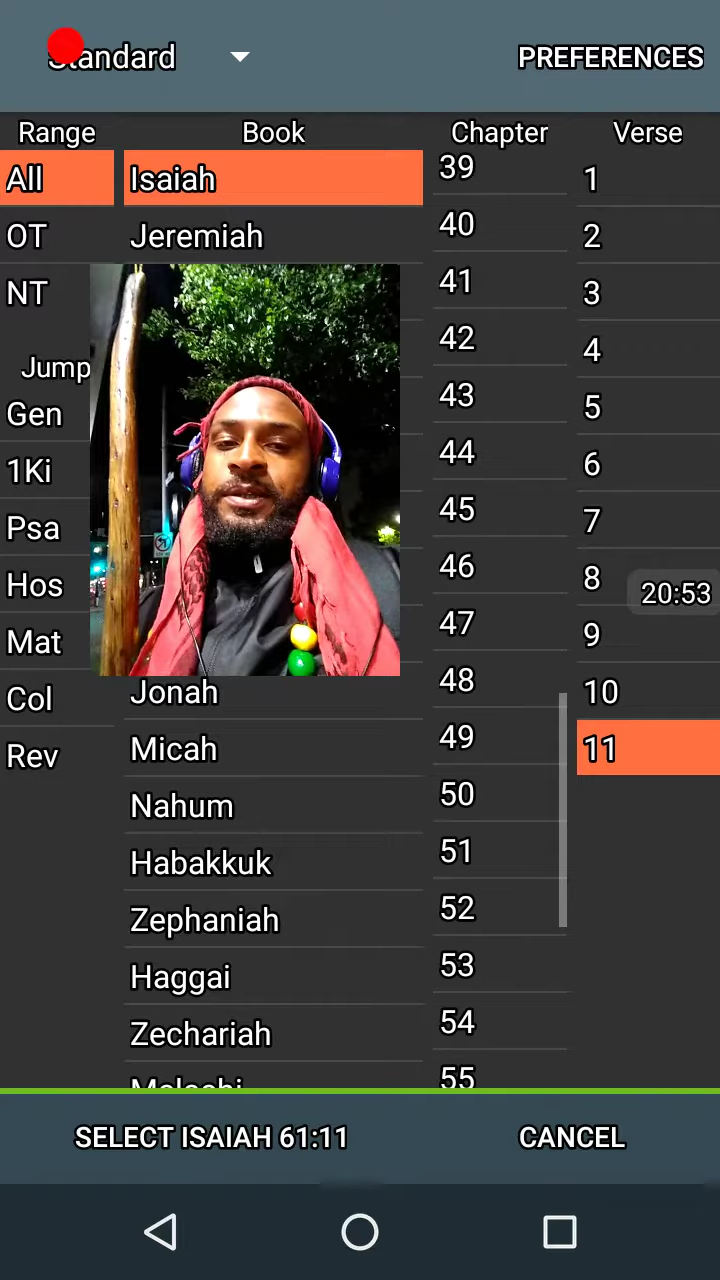 Standard
PREFERENCES
Range Book Chapter Verse
All Isaiah 39 1
OT Jeremiah 40 2
NT 41 3
Jump 42 4
Gen 43 5
1Ki 44 6
Psa 45 7
Hos 46 8
20:53
Mat 47 9
Col Jonah 48 10
Rev Micah 49 11
Nahum 50
Habakkuk 51
Zephaniah 52
Haggai 53
Zechariah 54
Malachi 55
SELECT ISAIAH 61:11 CANCEL